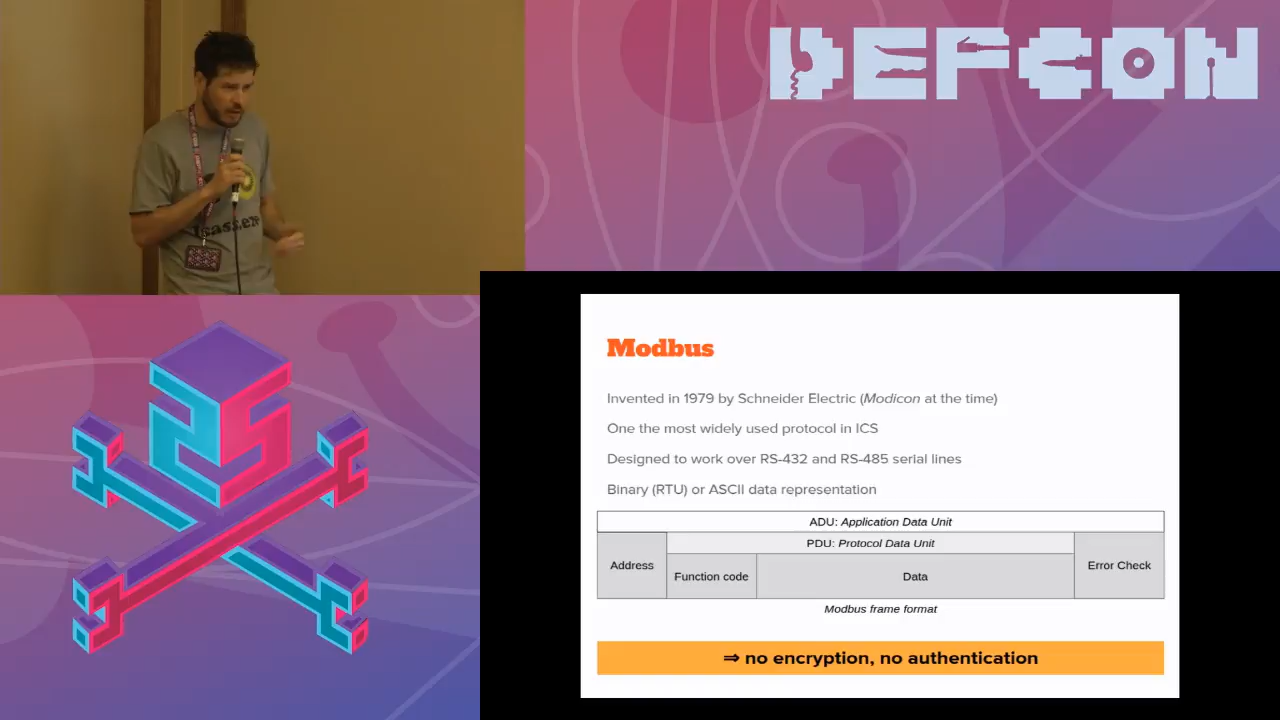 DEFCON
Modbus
Invented in 1979 by Schneider Electric (Modicon at the time)
One the most widely used protocol in ICS
Designed to work over RS-432 and RS-485 serial lines
Binary (RTU) or ASCII data representation
ADU: Application Data Unit
PDU: Protocol Data Unit
Address
Function code
Data
Error Check
Modbus frame format
⇒ no encryption, no authentication